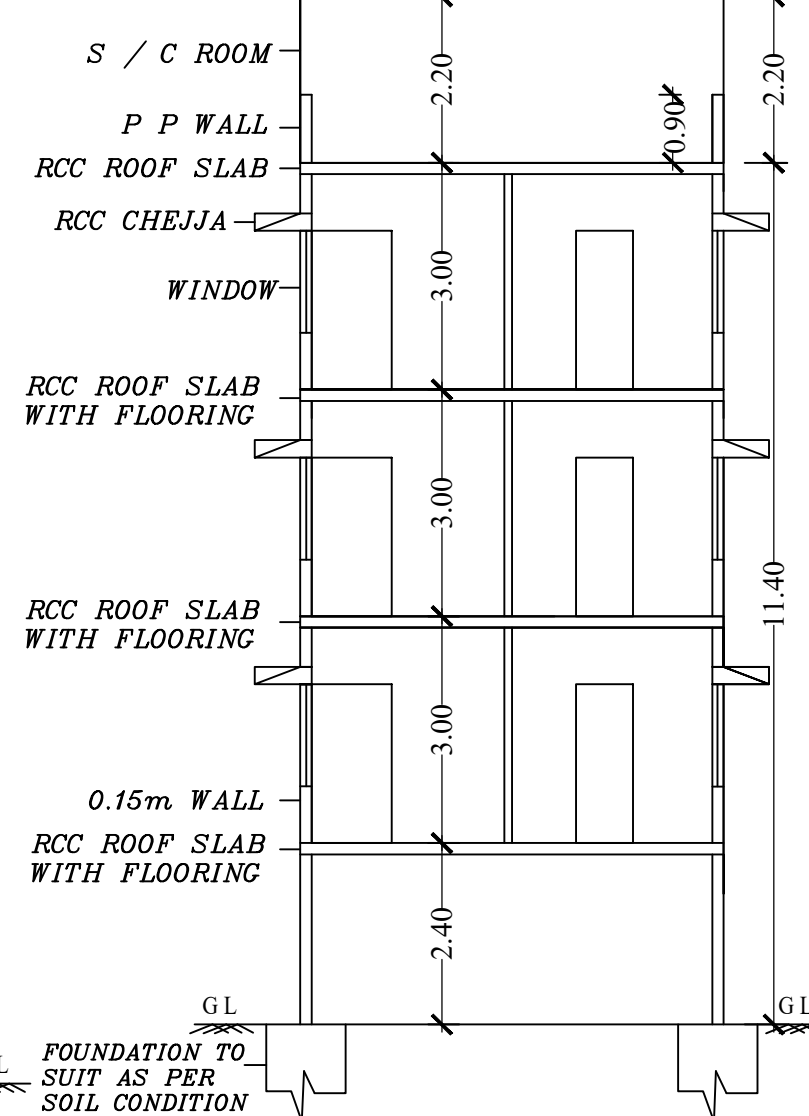 S / C ROOM
2.20
2.20
P P WALL
0.90
RCC ROOF SLAB
RCC CHEJJA
3.00
WINDOW
RCC ROOF SLAB
WITH FLOORING
3.00
11.40
RCC ROOF SLAB
WITH FLOORING
3.00
0.15m WALL
RCC ROOF SLAB
WITH FLOORING
2.40
GL
GL
FOUNDATION TO
SUIT AS PER
SOIL CONDITION